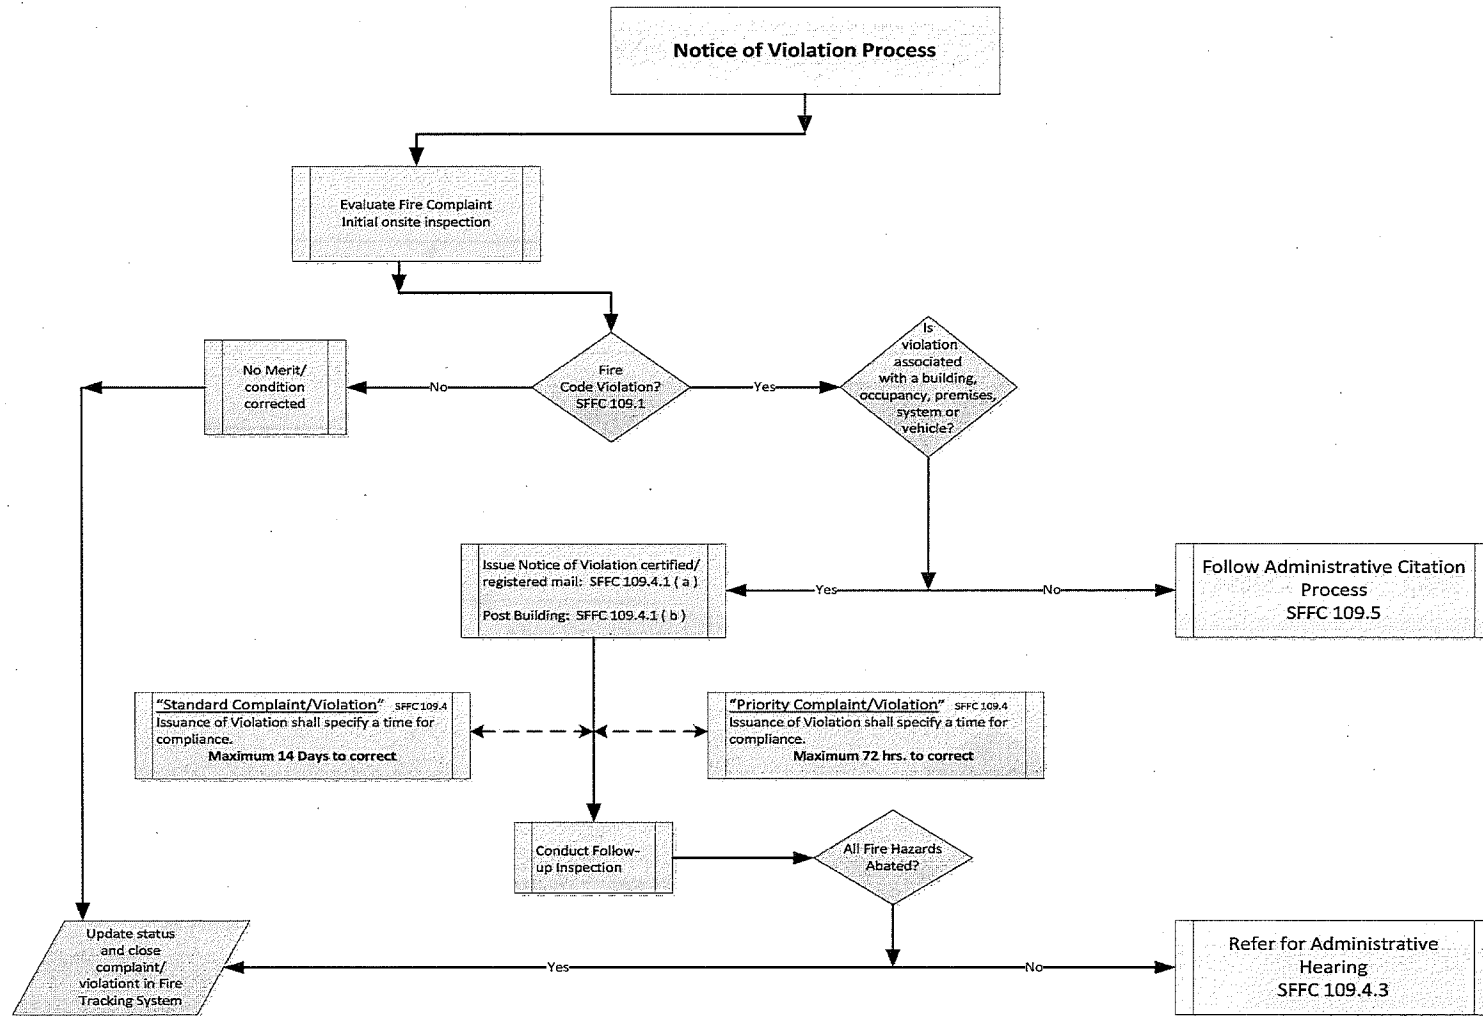 Notice of Violation Process
Evaluate Fire Complaint
Initial onsite inspection
No Merit/
condition
corrected
No
Fire
Code Violation?
SFFC 109.1
Yes
Is
violation
associated
with a building,
occupancy, premises,
system or
vehicle?
Issue Notice of Violation certified/
registered mail: SFFC 109.4.1 ( a )
Post Building: SFFC 109.4.1 ( b )
Yes
No
Follow Administrative Citation
Process
SFFC 109.5
"Standard Complaint/Violation" SFFC 109.4
Issuance of Violation shall specify a time for
compliance.
Maximum 14 Days to correct
"Priority Complaint/Violation" SFFC 109.4
Issuance of Violation shall specify a time for
compliance.
Maximum 72 hrs. to correct
Conduct Follow-
up Inspection
All Fire Hazards
Abated?
Update status
and close
complaint/
violationt in Fire
Tracking System
Yes
No
Refer for Administrative
Hearing
SFFC 109.4.3